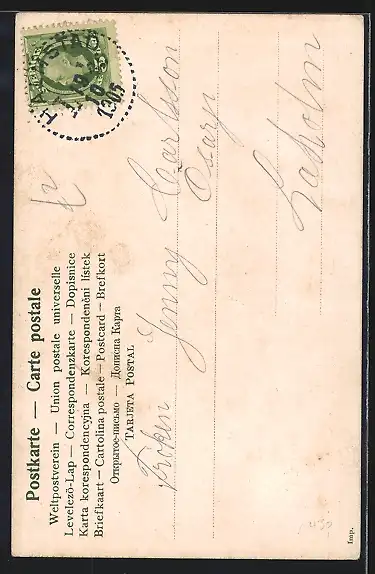 Postkarte — Carte postale
Weltpostverein — Union postale universelle
Levelező-Lap — Correspondenzkarte — Dopisnice
Karta korespondencyjna — Korespondenční lístek
Briefkaart — Cartolina postale — Postcard — Brefkort
Открытое письмо — Дописна Карта
TARJETA POSTAL
Fröken Jenny Carlsson
Laholm
Imp.